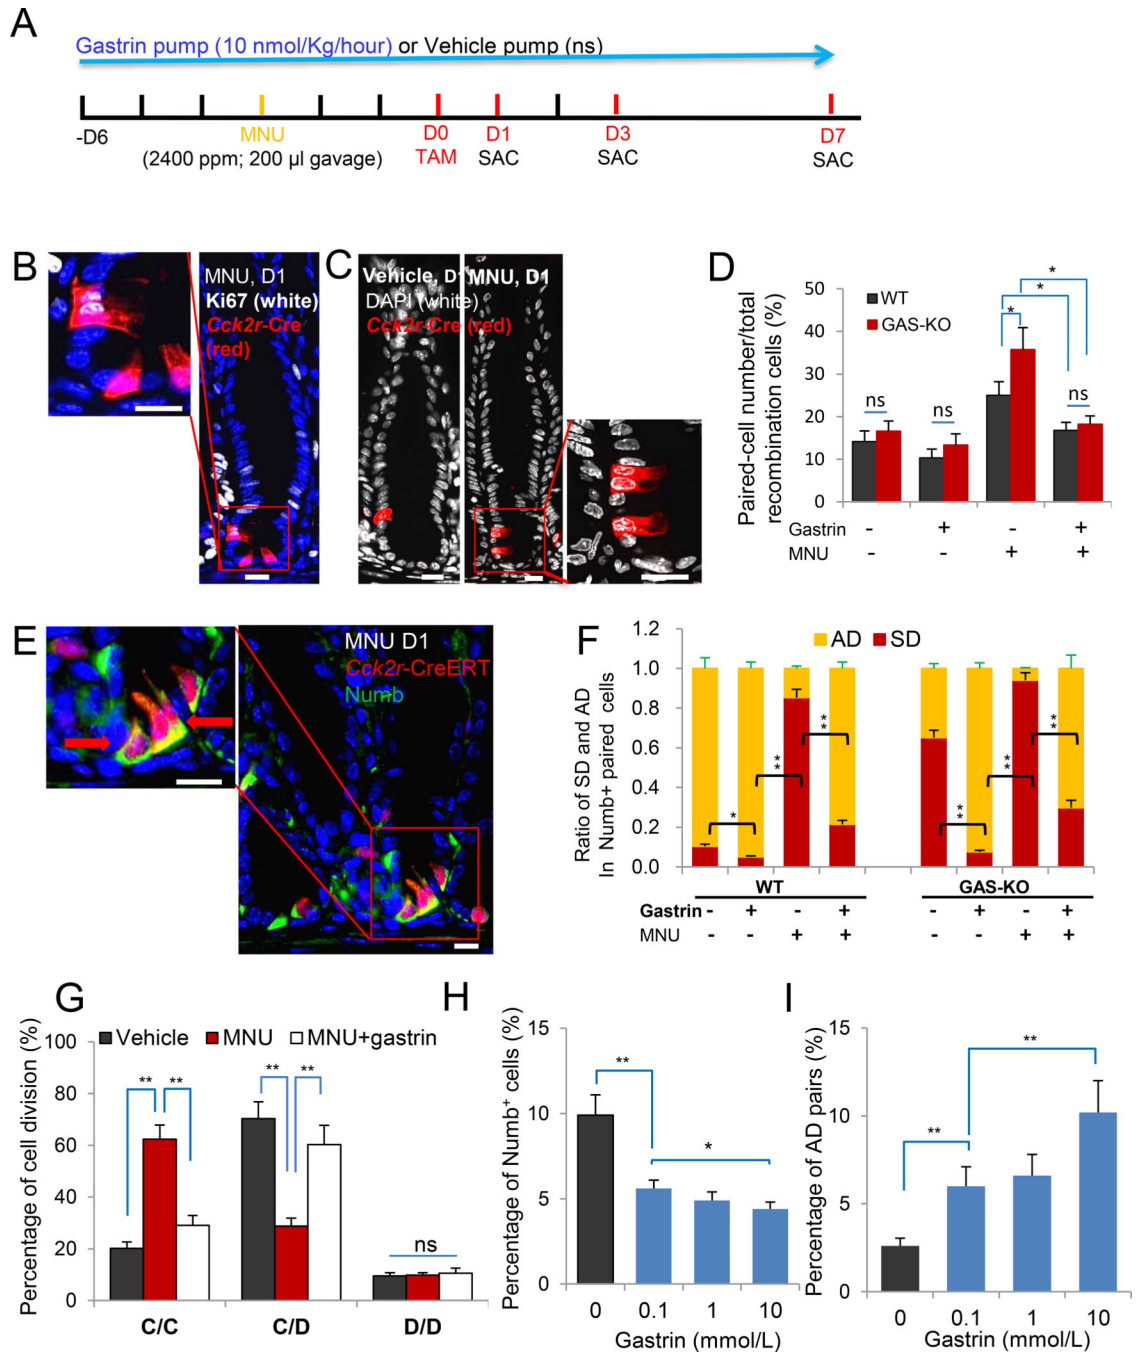 A
Gastrin pump (10 nmol/Kg/hour) or Vehicle pump (ns)
-D6 MNU D0 D1 D3 D7
(2400 ppm; 200 µl gavage) TAM SAC SAC SAC
B
MNU, D1
Ki67 (white)
Cck2r-Cre
(red)
C
Vehicle, D1 MNU, D1
DAPI (white)
Cck2r-Cre (red)
D
Paired-cell number/total
recombination cells (%)
50
40
30
20
10
0
WT
GAS-KO
ns ns * * * ns
Gastrin - + - +
MNU - - + +
E
MNU D1
Cck2r-CreERT
Numb
F
Ratio of SD and AD
In Numb+ paired cells
1.2
1.0
0.8
0.6
0.4
0.2
0.0
AD SD
* ** ** ** ** **
WT GAS-KO
Gastrin - + - + - + - +
MNU - - + + - - + +
G
Percentage of cell division (%)
100
80
60
40
20
0
Vehicle MNU MNU+gastrin
** ** ** ** ns
C/C C/D D/D
H
Percentage of Numb+ cells (%)
15
10
5
0
** *
0 0.1 1 10
Gastrin (mmol/L)
I
Percentage of AD pairs (%)
15
10
5
0
** **
0 0.1 1 10
Gastrin (mmol/L)